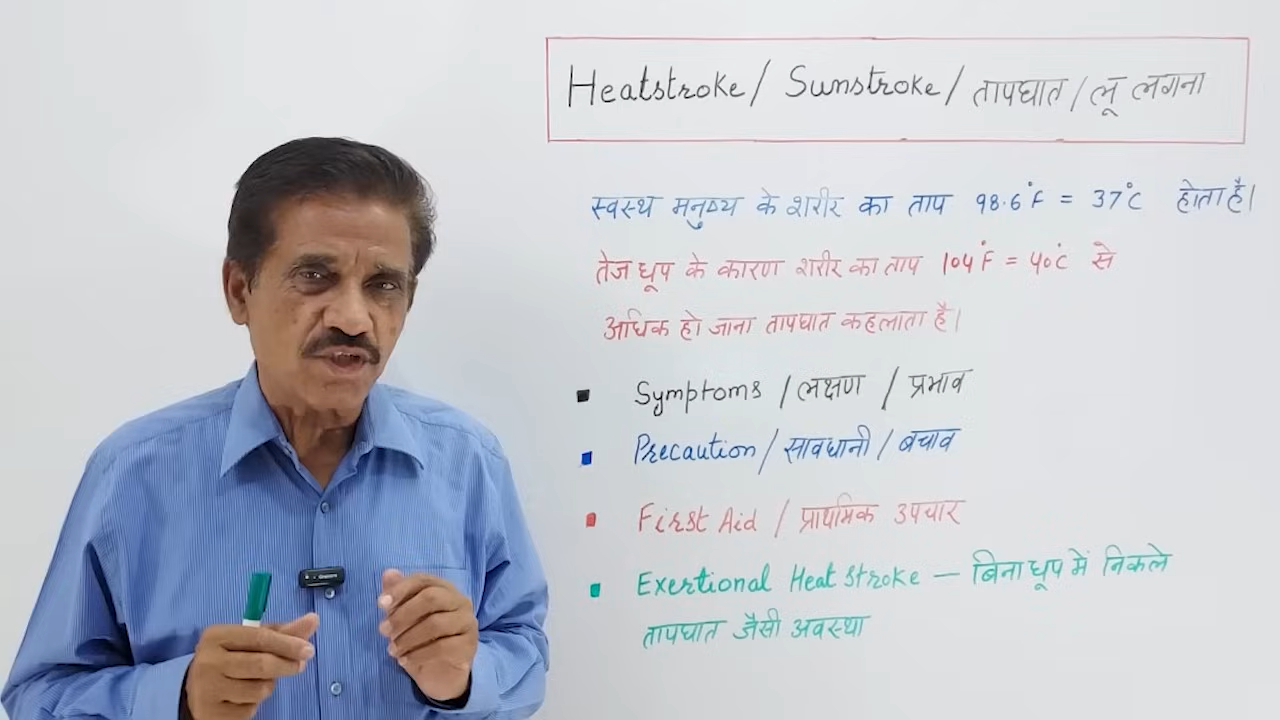 Heatstroke / Sunstroke / तापघात / लू लगना
स्वस्थ मनुष्य के शरीर का ताप 98.6°F = 37°C होता है।
तेज धूप के कारण शरीर का ताप 104°F = 40°C से
अधिक हो जाना तापघात कहलाता है।
Symptoms / लक्षण / प्रभाव
Precaution / सावधानी / बचाव
First Aid / प्राथमिक उपचार
Exertional Heat Stroke — बिना धूप में निकले
तापघात जैसी अवस्था